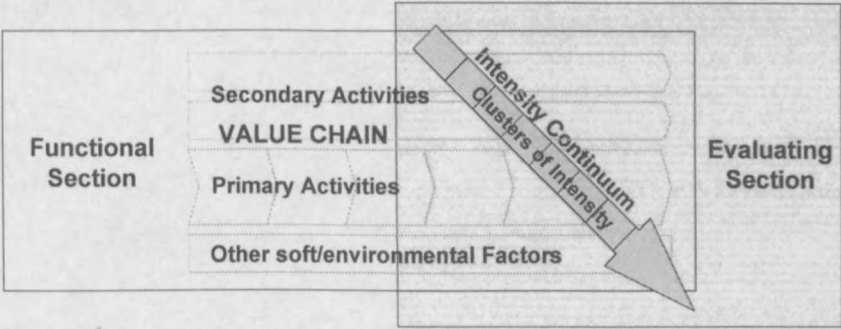 Functional
Section
Secondary Activities
VALUE CHAIN
Primary Activities
Other soft/environmental Factors
Intensity Continuum
Clusters of Intensity
Evaluating
Section